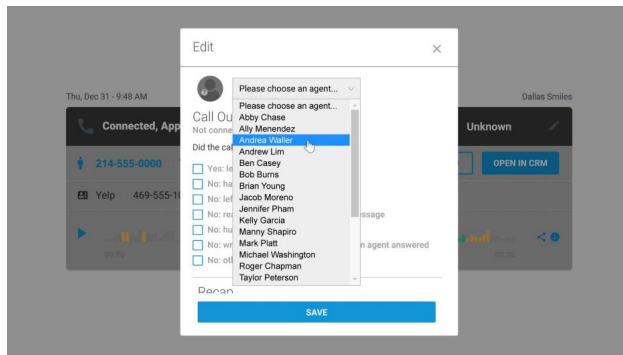 Edit
Please choose an agent...
Thu, Dec 31 - 9:48 AM
Dallas Smiles
Please choose an agent...
Abby Chase
Ally Menendez
Andrea Waller
Andrew Lim
Ben Casey
Bob Burns
Brian Young
Jacob Moreno
Jennifer Pham
Kelly Garcia
Manny Shapiro
Mark Platt
Michael Washington
Roger Chapman
Taylor Peterson
Call Ou
Not conne
Did the cal
Yes: le
No: ha
No: lef
No: rea ssage
No: hu
No: wr n agent answered
No: oth
Recap
SAVE
Connected, App
Unknown
214-555-0000
OPEN IN CRM
Yelp 469-555-10